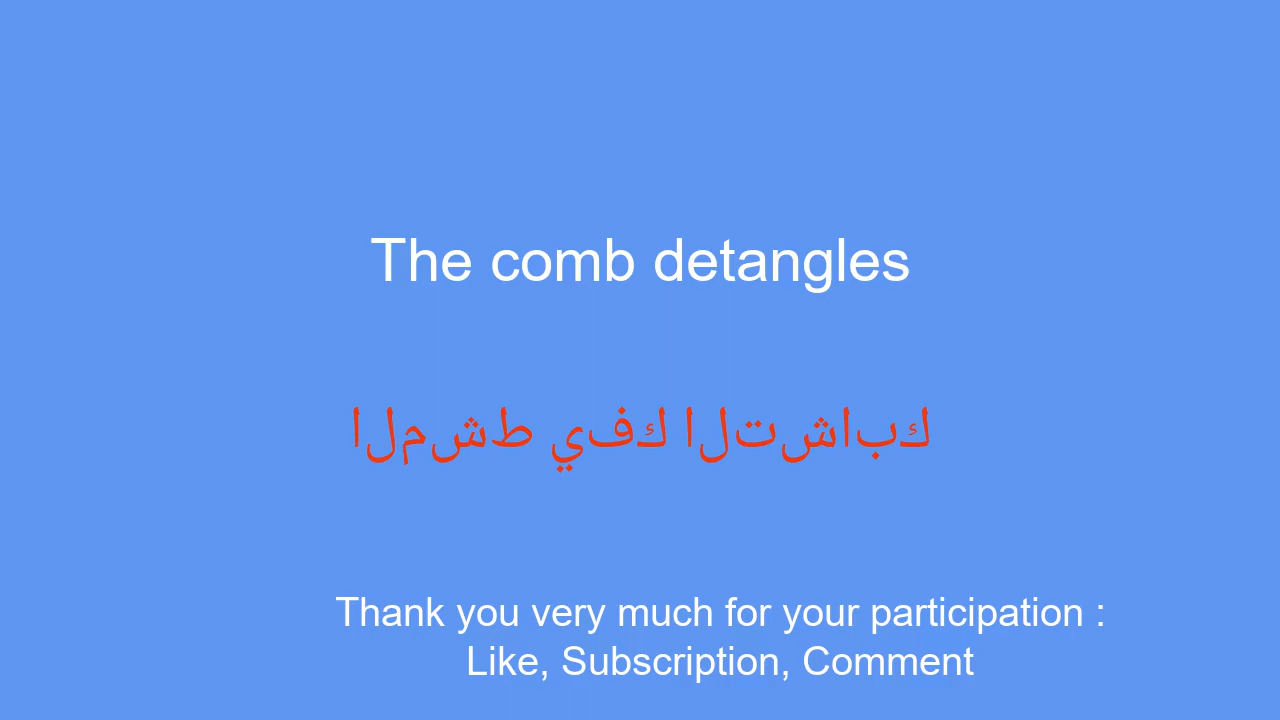 The comb detangles
المشط يفك التشابك
Thank you very much for your participation :
Like, Subscription, Comment